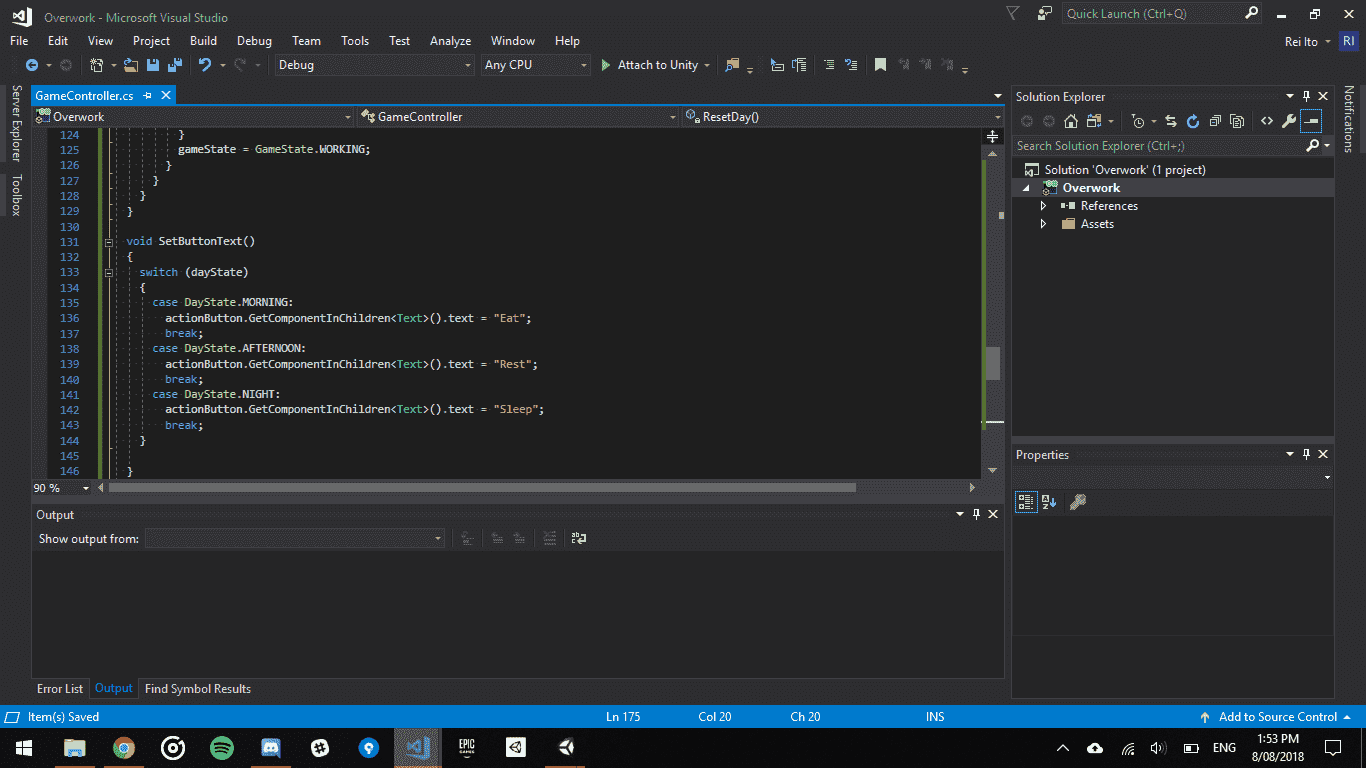 Overwork - Microsoft Visual Studio
Quick Launch (Ctrl+Q)
File Edit View Project Build Debug Team Tools Test Analyze Window Help
Rei Ito RI
Debug Any CPU Attach to Unity
Server Explorer
Toolbox
Notifications
GameController.cs
Overwork GameController ResetDay()
124 }
125 gameState = GameState.WORKING;
126 }
127 }
128 }
129 }
130
131 void SetButtonText()
132 {
133 switch (dayState)
134 {
135 case DayState.MORNING:
136 actionButton.GetComponentInChildren<Text>().text = "Eat";
137 break;
138 case DayState.AFTERNOON:
139 actionButton.GetComponentInChildren<Text>().text = "Rest";
140 break;
141 case DayState.NIGHT:
142 actionButton.GetComponentInChildren<Text>().text = "Sleep";
143 break;
144 }
145
146 }
90 %
Solution Explorer
Search Solution Explorer (Ctrl+;)
Solution 'Overwork' (1 project)
Overwork
References
Assets
Properties
Output
Show output from:
Error List Output Find Symbol Results
Item(s) Saved Ln 175 Col 20 Ch 20 INS Add to Source Control
EPIC
GAMES
ENG
1:53 PM
8/08/2018